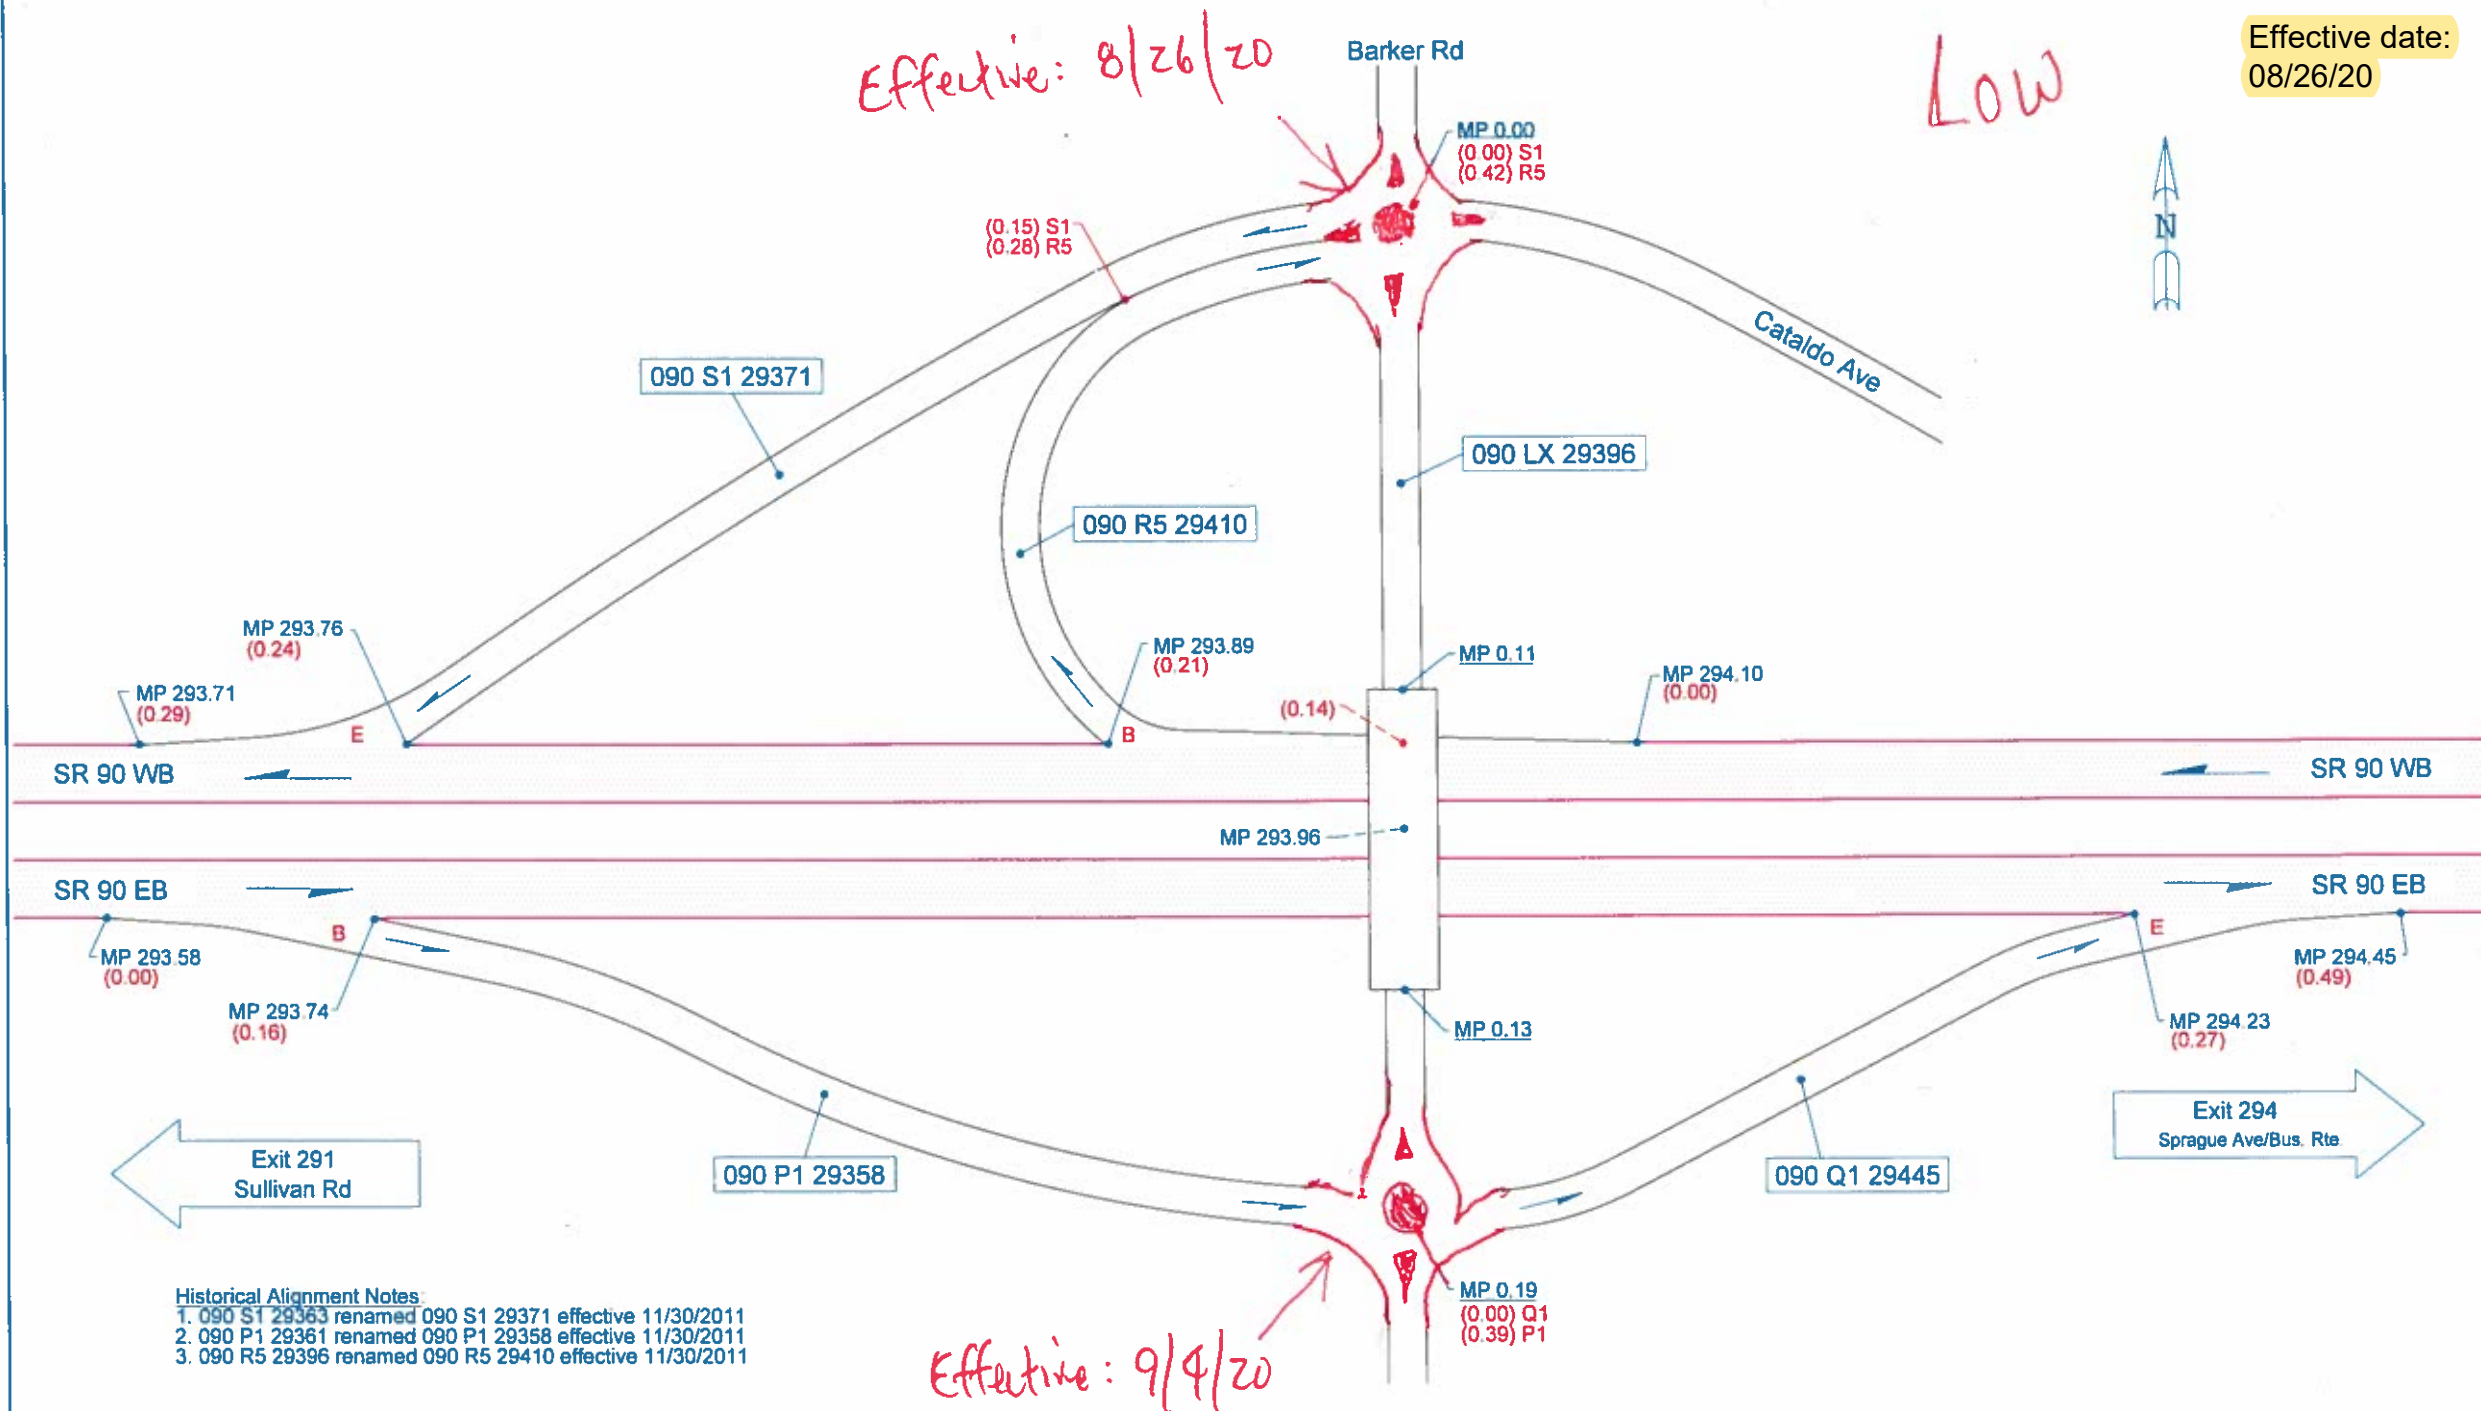 Effective: 8/26/20
Barker Rd
LOW
Effective date:
08/26/20
MP 0.00
(0.00) S1
(0.42) R5
N
(0.15) S1
(0.28) R5
Cataldo Ave
090 S1 29371
090 LX 29396
090 R5 29410
MP 293.76
(0.24)
MP 293.89
(0.21)
MP 0.11
MP 294.10
(0.00)
MP 293.71
(0.29)
(0.14)
E
B
SR 90 WB
SR 90 WB
MP 293.96
SR 90 EB
SR 90 EB
B
E
MP 293.58
(0.00)
MP 294.45
(0.49)
MP 293.74
(0.16)
MP 0.13
MP 294.23
(0.27)
Exit 291
Sullivan Rd
090 P1 29358
090 Q1 29445
Exit 294
Sprague Ave/Bus. Rte
Historical Alignment Notes:
1. 090 S1 29363 renamed 090 S1 29371 effective 11/30/2011
2. 090 P1 29361 renamed 090 P1 29358 effective 11/30/2011
3. 090 R5 29396 renamed 090 R5 29410 effective 11/30/2011
MP 0.19
(0.00) Q1
(0.39) P1
Effective: 9/4/20